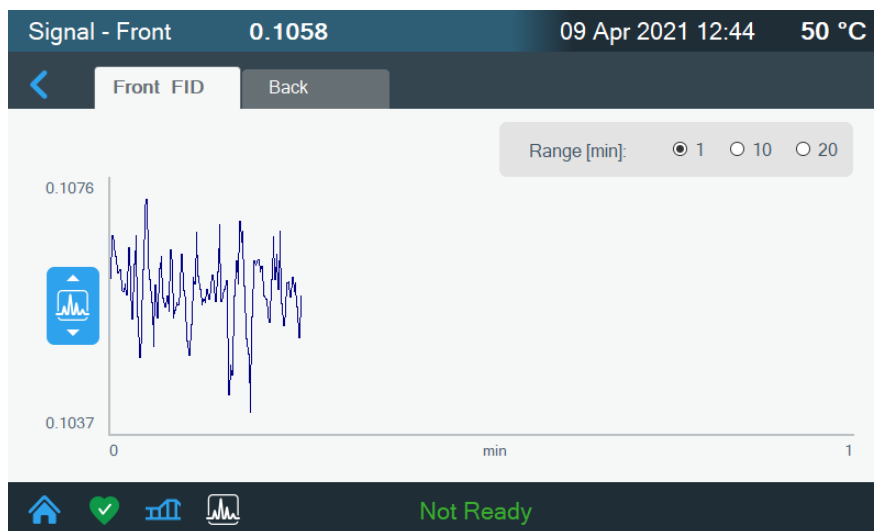 Signal - Front 0.1058 09 Apr 2021 12:44 50 °C
Front FID Back
Range [min]: 1 10 20
0.1076
0.1037
0 min 1
Not Ready